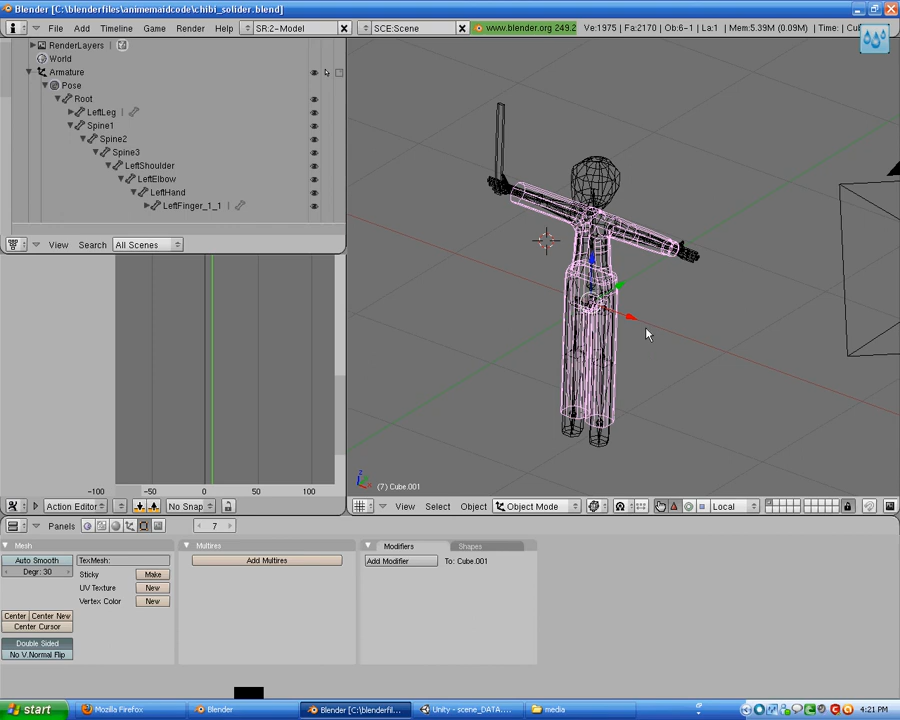 Blender [C:\blenderfiles\animemaidcode\chibi_solider.blend]
File Add Timeline Game Render Help SR:2-Model SCE:Scene www.blender.org 249.2 Ve:1975 | Fa:2170 | Ob:6-1 | La:1 | Mem:5.39M (0.09M) | Time:
RenderLayers
World
Armature
Pose
Root
LeftLeg
Spine1
Spine2
Spine3
LeftShoulder
LeftElbow
LeftHand
LeftFinger_1_1
View Search All Scenes
(7) Cube.001
-100 -50 0 50 100
Action Editor No Snap
View Select Object Object Mode Local
Panels 7
Mesh
Auto Smooth
Degr: 30
TexMesh:
Sticky Make
UV Texture New
Vertex Color New
Center Center New
Center Cursor
Double Sided
No V.Normal Flip
Multires
Add Multires
Modifiers Shapes
Add Modifier To: Cube.001
start Mozilla Firefox Blender Blender [C:\blenderfil... Unity - scene_DATA.... media 4:21 PM